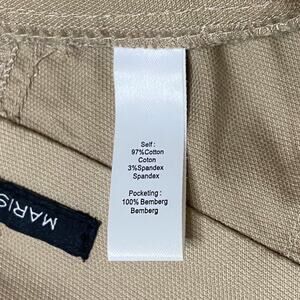 Self :
97%Cotton
Coton
3%Spandex
Spandex
Pocketing :
100% Bemberg
Bemberg
MARIS